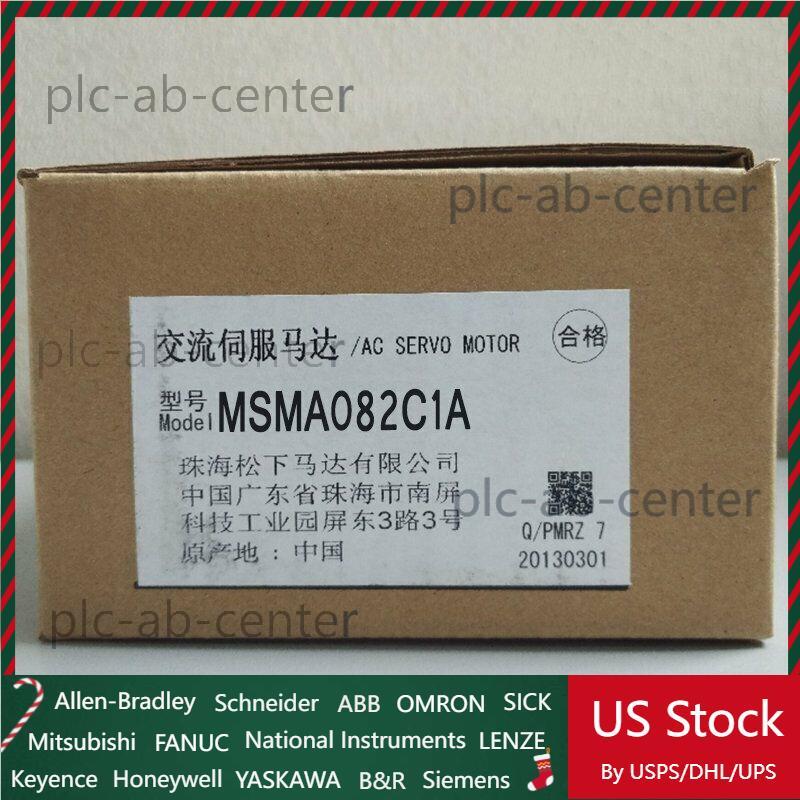 plc-ab-center
plc-ab-center
交流伺服马达 /AC SERVO MOTOR
合格
plc-ab-center
型号
Model MSMA082C1A
珠海松下马达有限公司
中国广东省珠海市南屏
plc-ab-center
科技工业园屏东3路3号
Q/PMRZ 7
原产地：中国
20130301
plc-ab-center
Allen-Bradley Schneider ABB OMRON SICK
Mitsubishi FANUC National Instruments LENZE
Keyence Honeywell YASKAWA B&R Siemens
US Stock
By USPS/DHL/UPS